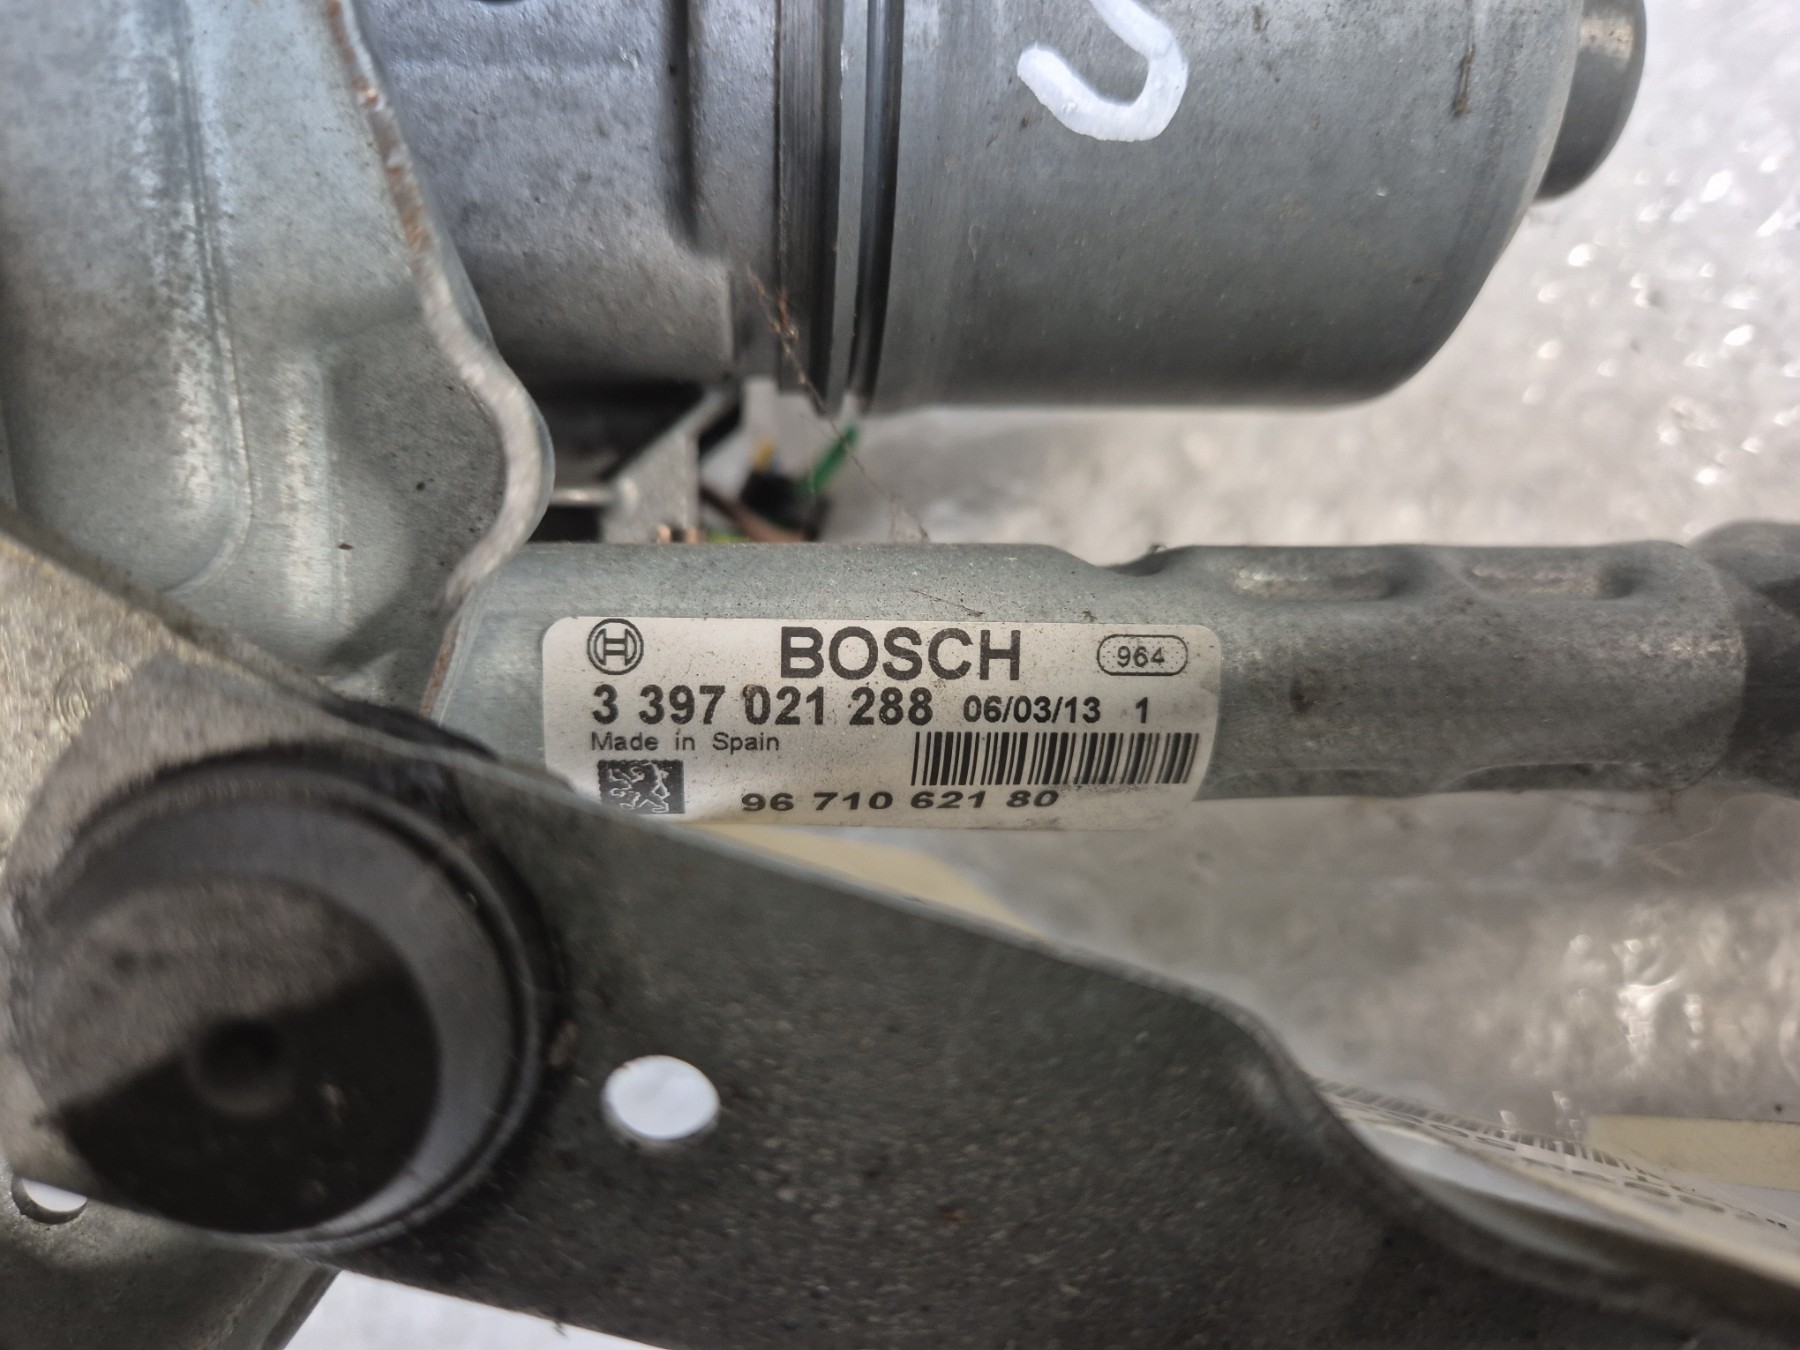 BOSCH 964
3 397 021 288 06/03/13 1
Made in Spain
96 710 621 80